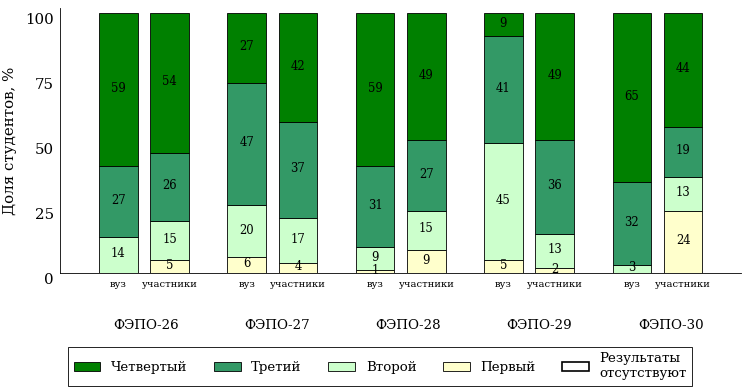 Доля студентов, %
100
75
50
25
0
59 54 27 42 59 49 9 49 65 44
27 26 47 37 31 27 41 36 32 19
14 15 20 17 9 15 45 13 3 13
5 6 4 1 9 5 2 24
вуз участники вуз участники вуз участники вуз участники вуз участники
ФЭПО-26 ФЭПО-27 ФЭПО-28 ФЭПО-29 ФЭПО-30
Четвертый Третий Второй Первый Результаты
отсутствуют